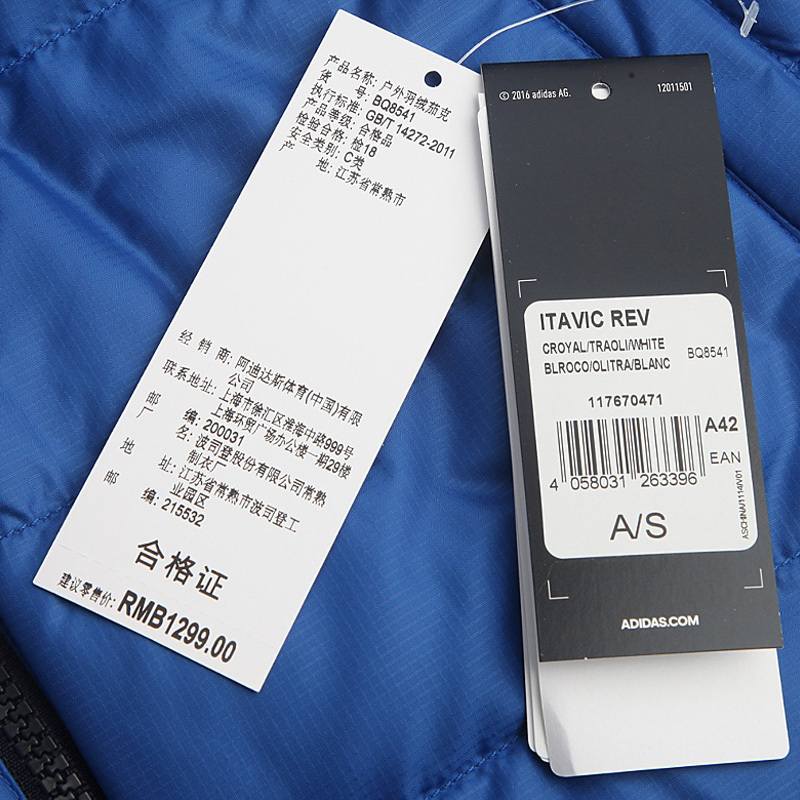 产品名称: 户外羽绒茄克
货 号: BQ8541
执行标准: GB/T 14272-2011
产品等级: 合格品
检验合格: 检18
安全类别: C类
产 地: 江苏省常熟市
经 销 商: 阿迪达斯体育(中国)有限
公司
联系地址: 上海市徐汇区淮海中路999号
上海环贸广场办公楼一期29楼
邮 编: 200031
厂 名: 波司登股份有限公司常熟
制衣厂
地 址: 江苏省常熟市波司登工
业园区
邮 编: 215532
合格证
建议零售价: RMB1299.00
© 2016 adidas AG. 12011501
ITAVIC REV
CROYAL/TRAOLI/WHITE
BLROCO/OLITRA/BLANC
BQ8541
117670471
A42
EAN
4 058031 263396
A/S
ASCHINA/1114/V01
ADIDAS.COM